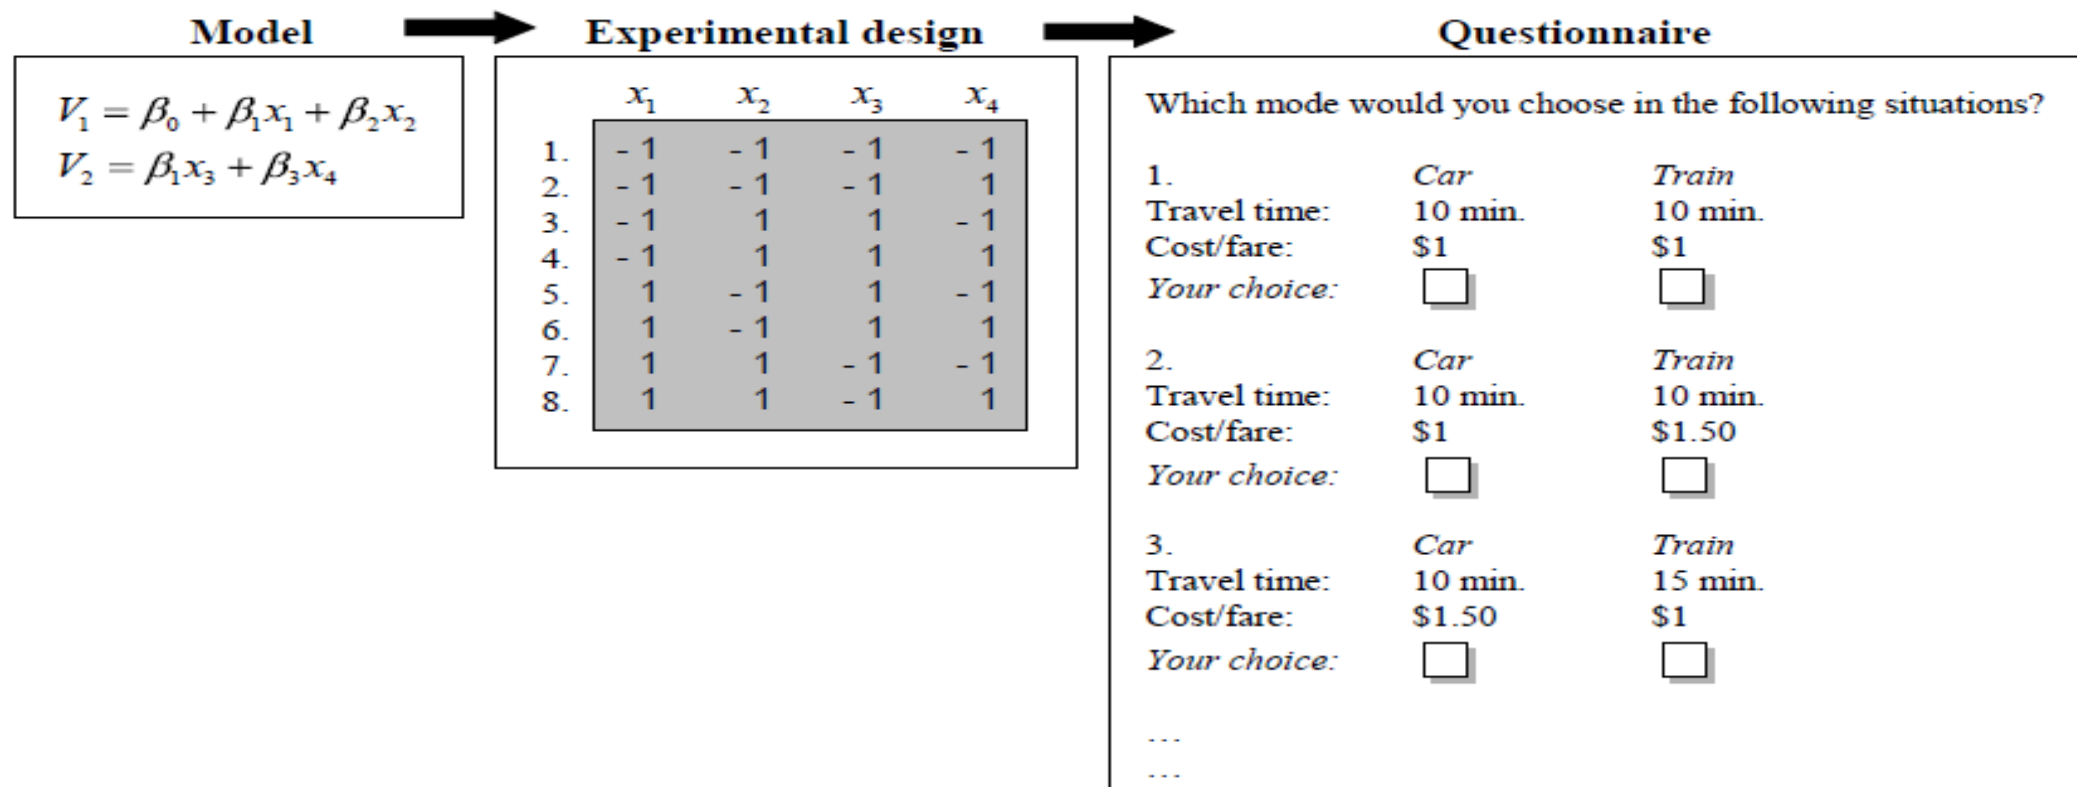 Model
Experimental design
Questionnaire
V₁ = β₀ + β₁x₁ + β₂x₂
V₂ = β₁x₃ + β₃x₄
x₁ x₂ x₃ x₄
1. - 1 - 1 - 1 - 1
2. - 1 - 1 - 1 1
3. - 1 1 1 - 1
4. - 1 1 1 1
5. 1 - 1 1 - 1
6. 1 - 1 1 1
7. 1 1 - 1 - 1
8. 1 1 - 1 1
Which mode would you choose in the following situations?
1. Car Train
Travel time: 10 min. 10 min.
Cost/fare: $1 $1
Your choice:
2. Car Train
Travel time: 10 min. 10 min.
Cost/fare: $1 $1.50
Your choice:
3. Car Train
Travel time: 10 min. 15 min.
Cost/fare: $1.50 $1
Your choice:
...
...